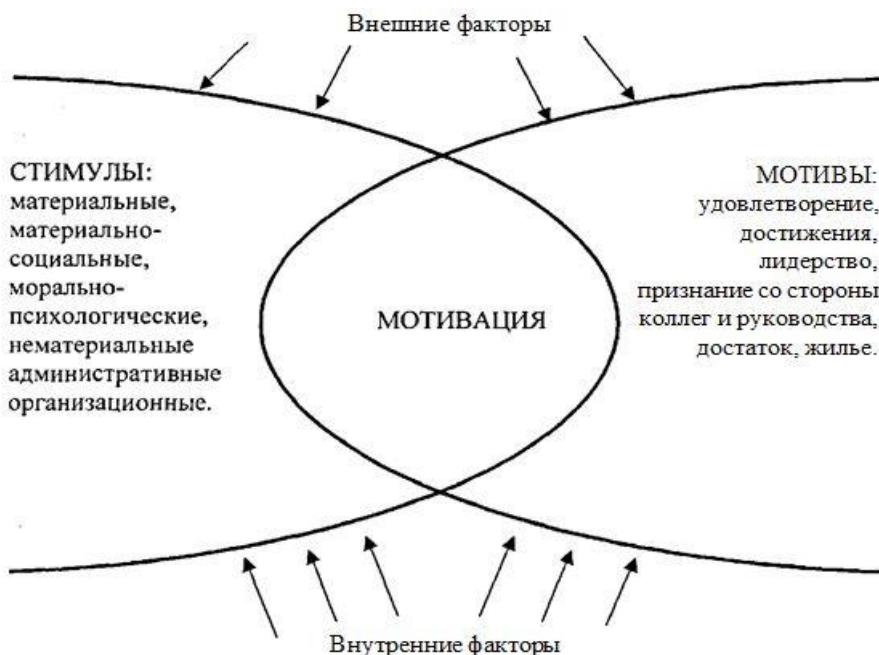 Внешние факторы
СТИМУЛЫ:
материальные,
материально-
социальные,
морально-
психологические,
нематериальные
административные
организационные.
МОТИВАЦИЯ
МОТИВЫ:
удовлетворение,
достижения,
лидерство,
признание со стороны
коллег и руководства,
достаток, жилье.
Внутренние факторы